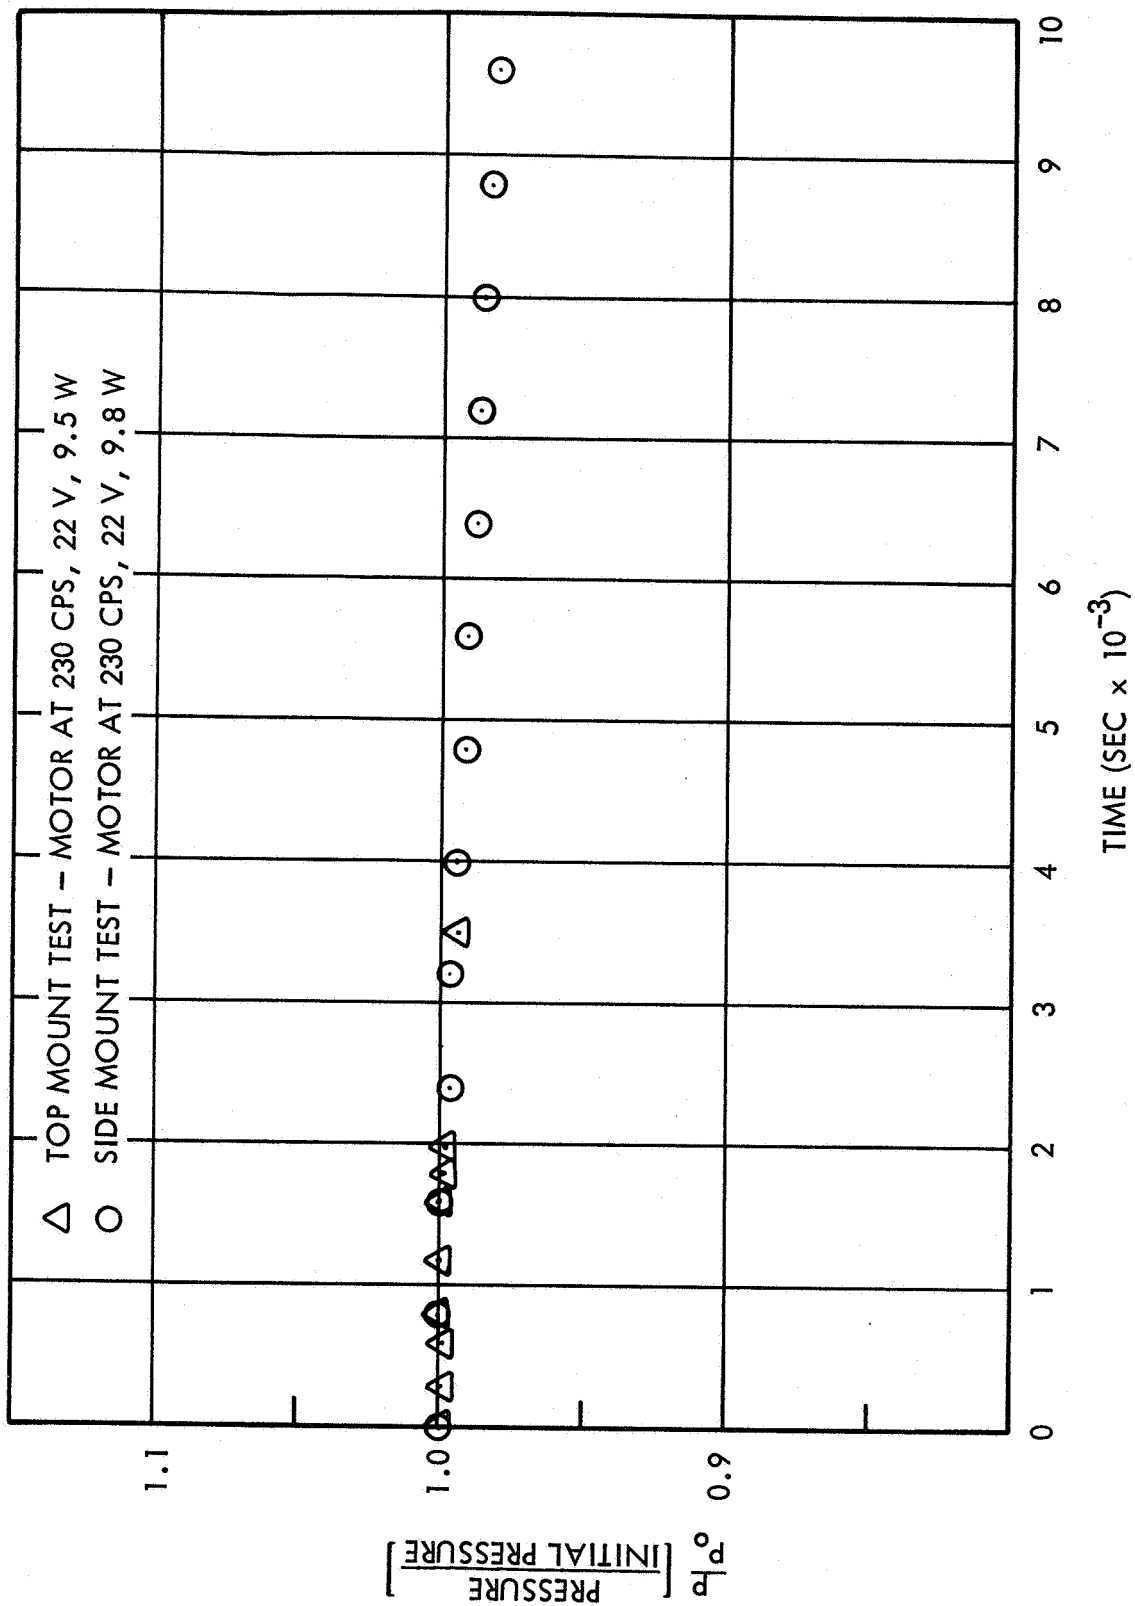 TOP MOUNT TEST – MOTOR AT 230 CPS, 22 V, 9.5 W
SIDE MOUNT TEST – MOTOR AT 230 CPS, 22 V, 9.8 W
1.1
1.0
0.9
P/Po [PRESSURE/INITIAL PRESSURE]
0 1 2 3 4 5 6 7 8 9 10
TIME (SEC × 10⁻³)